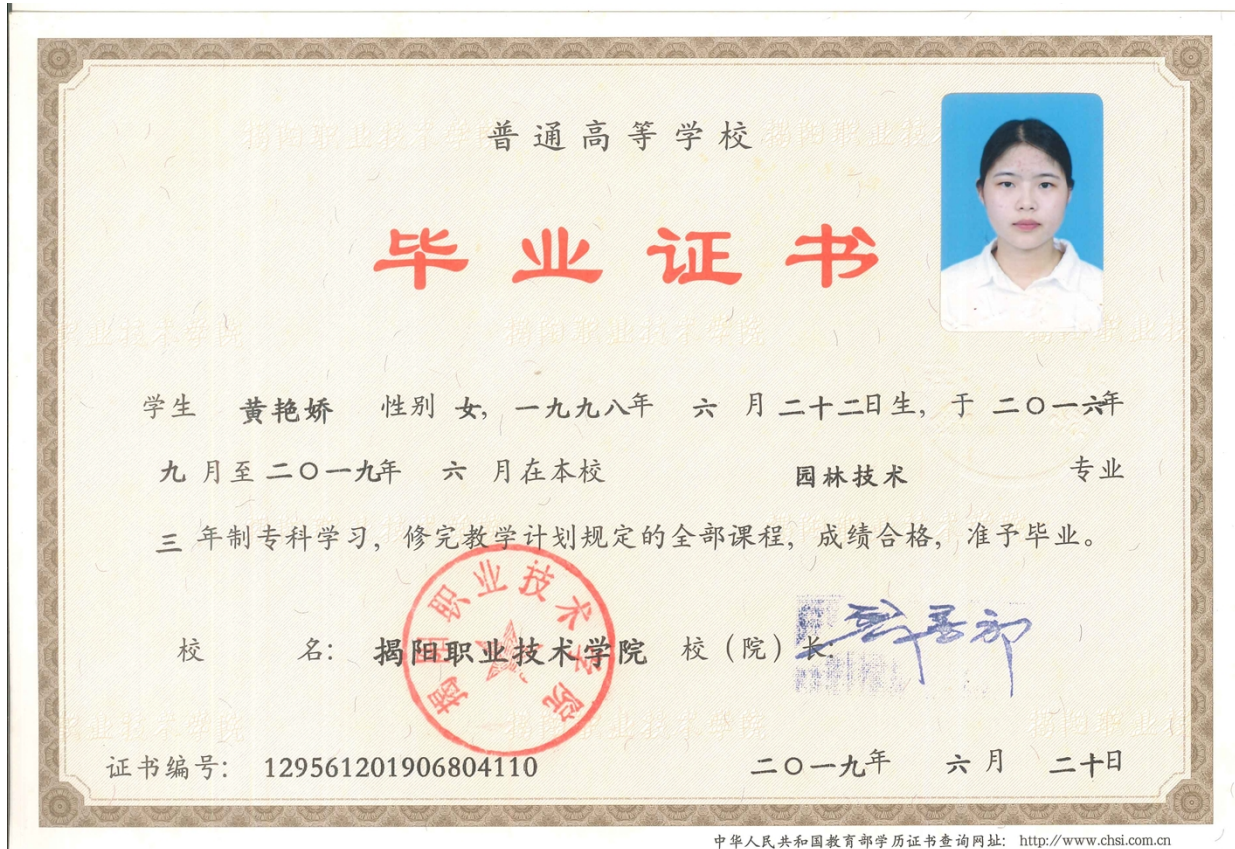 普通高等学校
毕业证书
学生 黄艳娇 性别 女，一九九八年 六 月二十二日生，于 二〇一六年
九 月至二〇一九年 六 月在本校 园林技术 专业
三 年制专科学习，修完教学计划规定的全部课程，成绩合格，准予毕业。
揭阳职业技术学院
校 名：揭阳职业技术学院 校（院）长：
证书编号：129561201906804110 二〇一九年 六 月 二十日
中华人民共和国教育部学历证书查询网址：http://www.chsi.com.cn